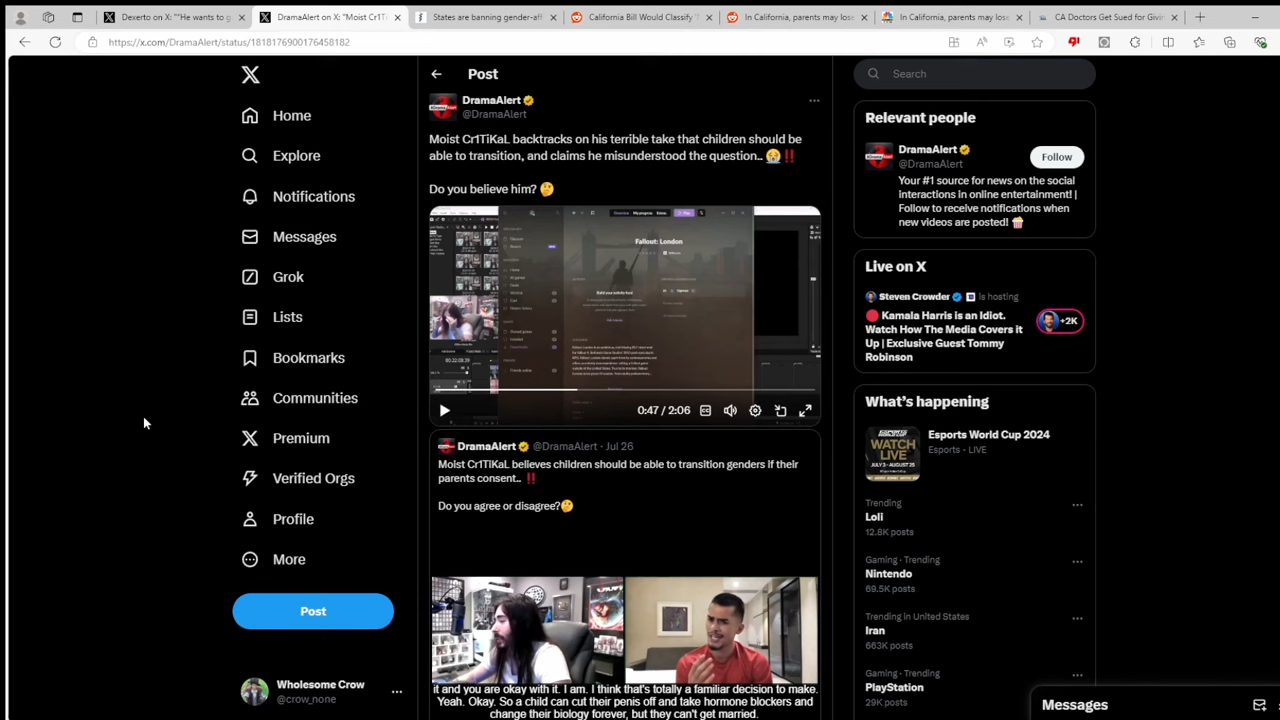 Dexerto on X: ""He wants to g
DramaAlert on X: "Moist Cr1Ti
States are banning gender-aff
California Bill Would Classify "
In California, parents may lose
In California, parents may lose
CA Doctors Get Sued for Givin
https://x.com/DramaAlert/status/1818176900176458182
Home
Explore
Notifications
Messages
Grok
Lists
Bookmarks
Communities
Premium
Verified Orgs
Profile
More
Post
Wholesome Crow
@crow_none
Post
DramaAlert
@DramaAlert
Moist Cr1TiKaL backtracks on his terrible take that children should be
able to transition, and claims he misunderstood the question.. 😭‼️
Do you believe him? 🤔
Fallout: London
0:47 / 2:06
DramaAlert @DramaAlert · Jul 26
Moist Cr1TiKaL believes children should be able to transition genders if their
parents consent.. ‼️
Do you agree or disagree?🤔
it and you are okay with it. I am. I think that's totally a familiar decision to make.
Yeah. Okay. So a child can cut their penis off and take hormone blockers and
change their biology forever, but they can't get married.
Search
Relevant people
DramaAlert
@DramaAlert
Follow
Your #1 source for news on the social
interactions in online entertainment! |
Follow to receive notifications when
new videos are posted! 🍿
Live on X
Steven Crowder is hosting
Kamala Harris is an Idiot.
Watch How The Media Covers it
Up | Exclusive Guest Tommy
Robinson
+2K
What's happening
WATCH
LIVE
Esports World Cup 2024
Esports · LIVE
Trending
Loli
12.8K posts
Gaming · Trending
Nintendo
69.5K posts
Trending in United States
Iran
663K posts
Gaming · Trending
PlayStation
29K posts
Messages